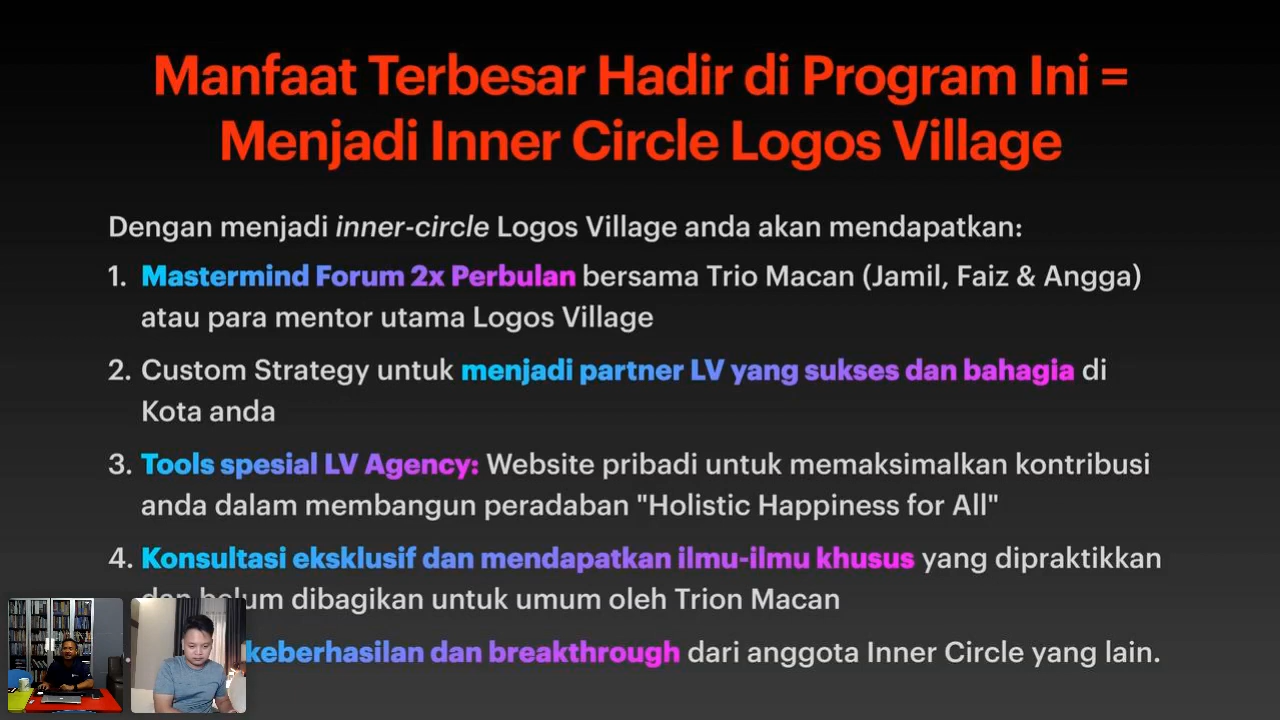 Manfaat Terbesar Hadir di Program Ini =
Menjadi Inner Circle Logos Village
Dengan menjadi inner-circle Logos Village anda akan mendapatkan:
1. Mastermind Forum 2x Perbulan bersama Trio Macan (Jamil, Faiz & Angga)
atau para mentor utama Logos Village
2. Custom Strategy untuk menjadi partner LV yang sukses dan bahagia di
Kota anda
3. Tools spesial LV Agency: Website pribadi untuk memaksimalkan kontribusi
anda dalam membangun peradaban "Holistic Happiness for All"
4. Konsultasi eksklusif dan mendapatkan ilmu-ilmu khusus yang dipraktikkan
dan belum dibagikan untuk umum oleh Trion Macan
keberhasilan dan breakthrough dari anggota Inner Circle yang lain.